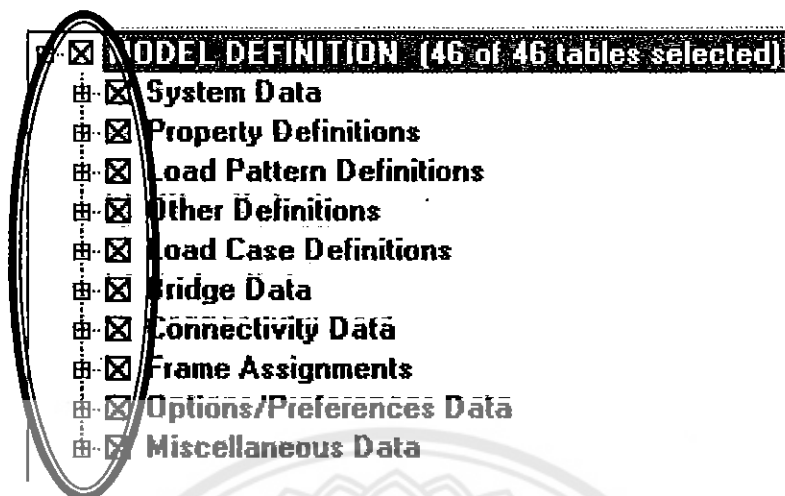 MODEL DEFINITION (46 of 46 tables selected)
System Data
Property Definitions
Load Pattern Definitions
Other Definitions
Load Case Definitions
Bridge Data
Connectivity Data
Frame Assignments
Options/Preferences Data
Miscellaneous Data